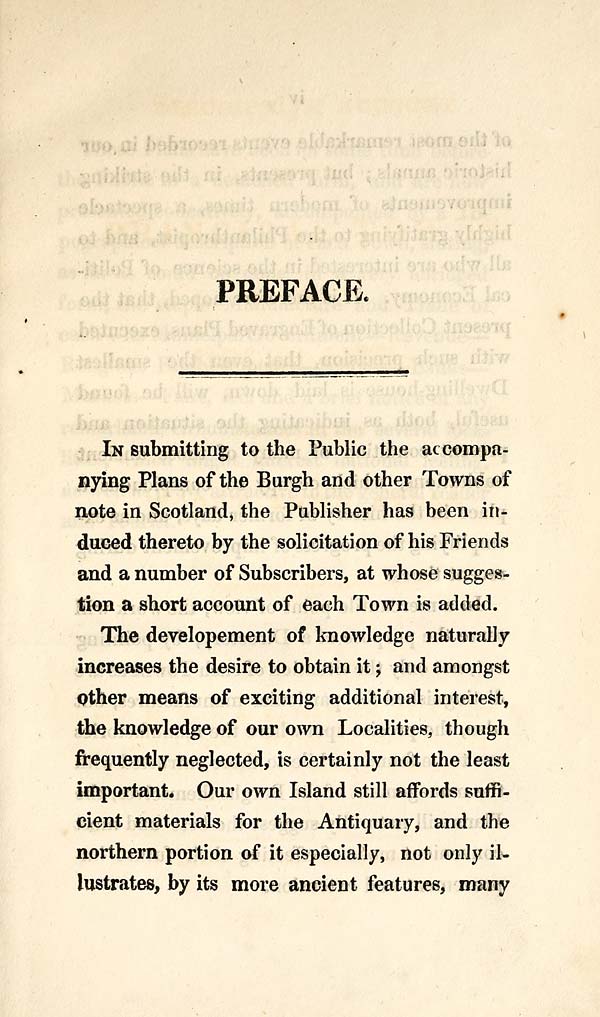 PREFACE.
In submitting to the Public the accompa-
nying Plans of the Burgh and other Towns of
note in Scotland, the Publisher has been in-
duced thereto by the solicitation of his Friends
and a number of Subscribers, at whose sugges-
tion a short account of each Town is added.
The developement of knowledge naturally
increases the desire to obtain it; and amongst
other means of exciting additional interest,
the knowledge of our own Localities, though
frequently neglected, is certainly not the least
important. Our own Island still affords suffi-
cient materials for the Antiquary, and the
northern portion of it especially, not only il-
lustrates, by its more ancient features, many